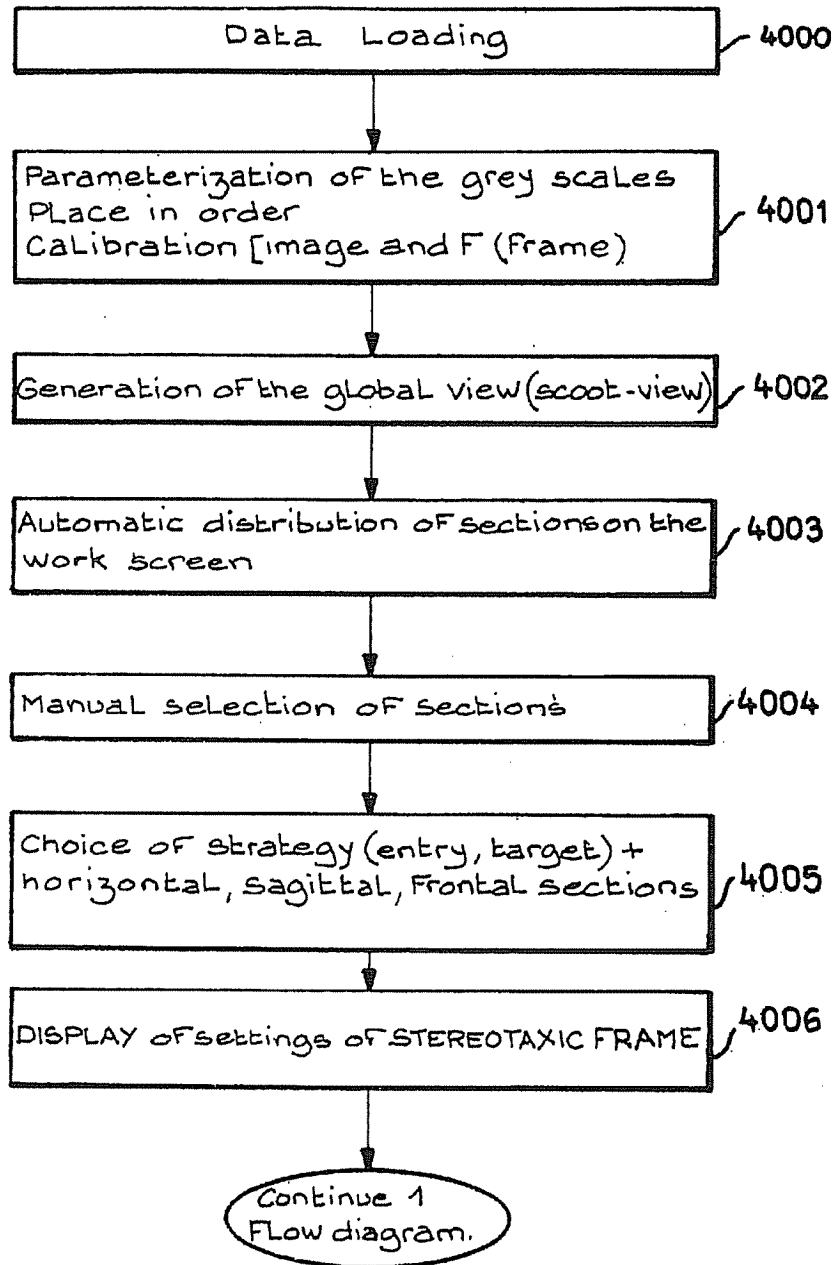 Data Loading
4000
Parameterization of the grey scales
Place in order
Calibration [image and F (Frame)
4001
Generation of the global view (scoot-view)
4002
Automatic distribution of sections on the
work screen
4003
Manual selection of sections
4004
Choice of strategy (entry, target) +
horizontal, sagittal, Frontal sections
4005
DISPLAY of settings of STEREOTAXIC FRAME
4006
Continue 1
Flow diagram.